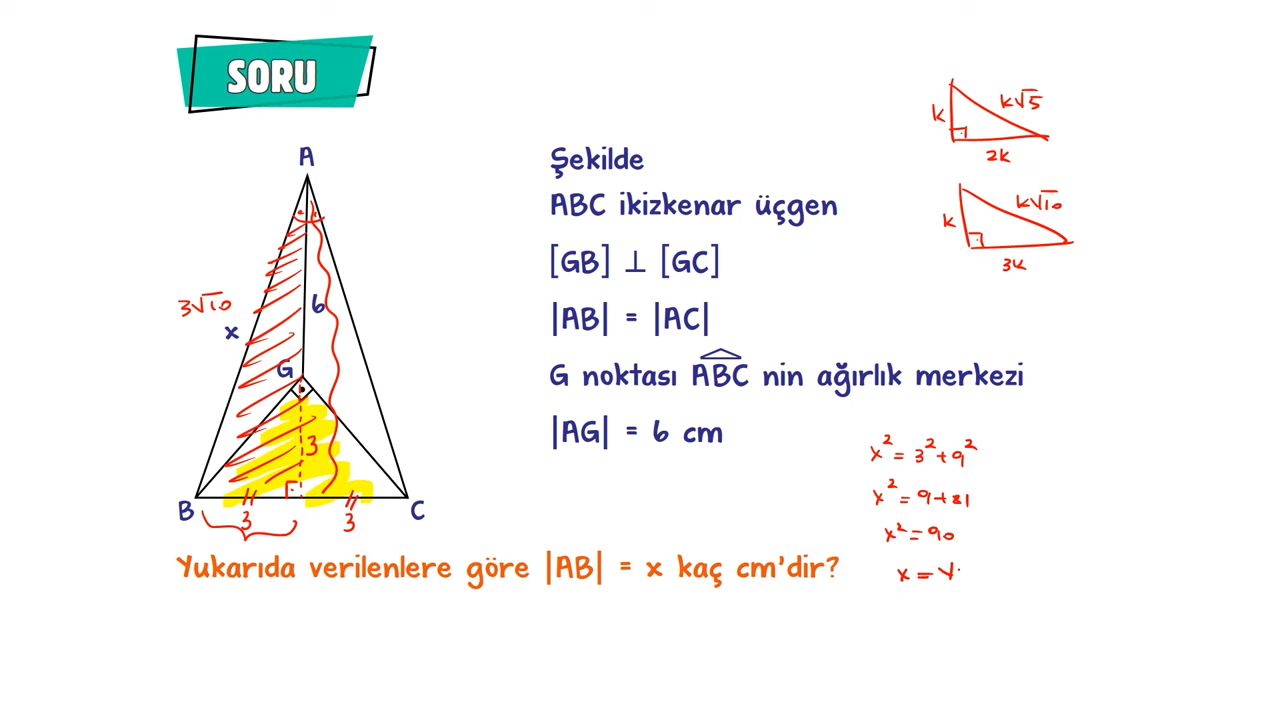 SORU
A
3√10
x
6
G
3
B
3
3
C
Şekilde
ABC ikizkenar üçgen
[GB] ⊥ [GC]
|AB| = |AC|
G noktası ABC nin ağırlık merkezi
|AG| = 6 cm
Yukarıda verilenlere göre |AB| = x kaç cm'dir?
k
k√5
2k
k
k√10
3k
x² = 3² + 9²
x² = 9 + 81
x² = 90
x =